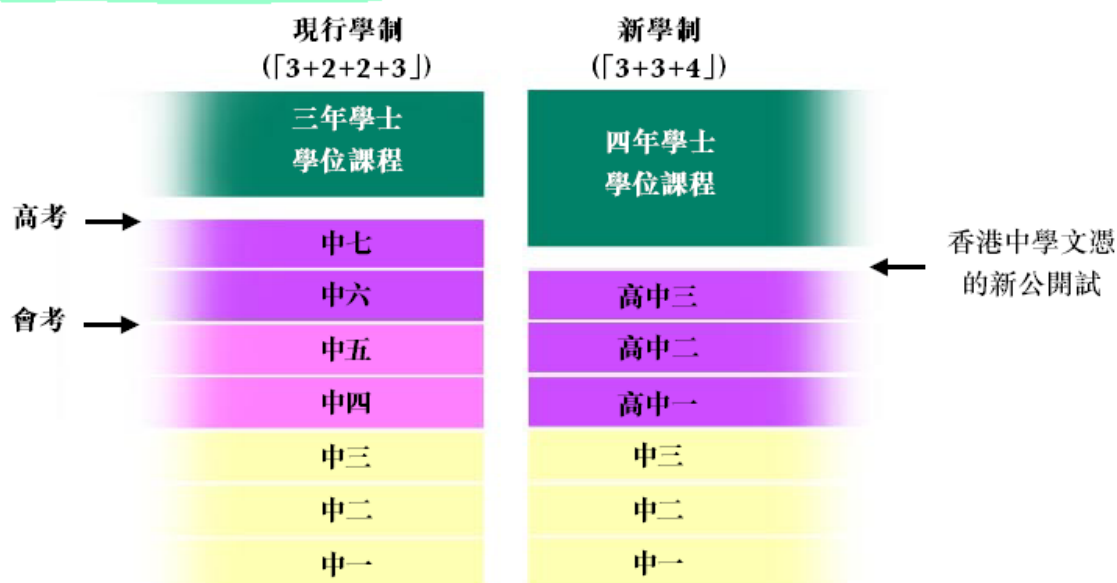 現行學制
(「3+2+2+3」)
三年學士
學位課程
高考
中七
中六
會考
中五
中四
中三
中二
中一
新學制
(「3+3+4」)
四年學士
學位課程
香港中學文憑
的新公開試
高中三
高中二
高中一
中三
中二
中一